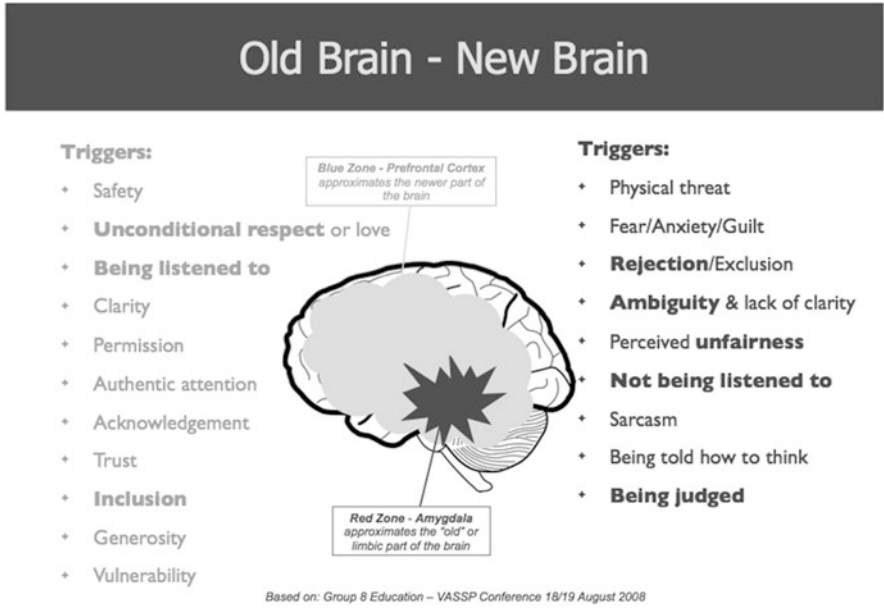 Old Brain - New Brain
Triggers:
Safety
Unconditional respect or love
Being listened to
Clarity
Permission
Authentic attention
Acknowledgement
Trust
Inclusion
Generosity
Vulnerability
Blue Zone - Prefrontal Cortex
approximates the newer part of
the brain
Red Zone - Amygdala
approximates the "old" or
limbic part of the brain
Triggers:
Physical threat
Fear/Anxiety/Guilt
Rejection/Exclusion
Ambiguity & lack of clarity
Perceived unfairness
Not being listened to
Sarcasm
Being told how to think
Being judged
Based on: Group 8 Education – VASSP Conference 18/19 August 2008